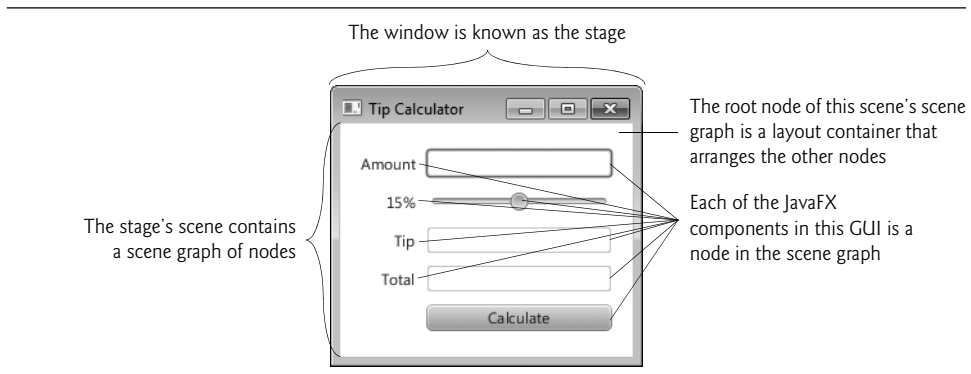 The window is known as the stage
Tip Calculator
The root node of this scene's scene
graph is a layout container that
arranges the other nodes
Amount
15%
Each of the JavaFX
components in this GUI is a
node in the scene graph
The stage's scene contains
a scene graph of nodes
Tip
Total
Calculate